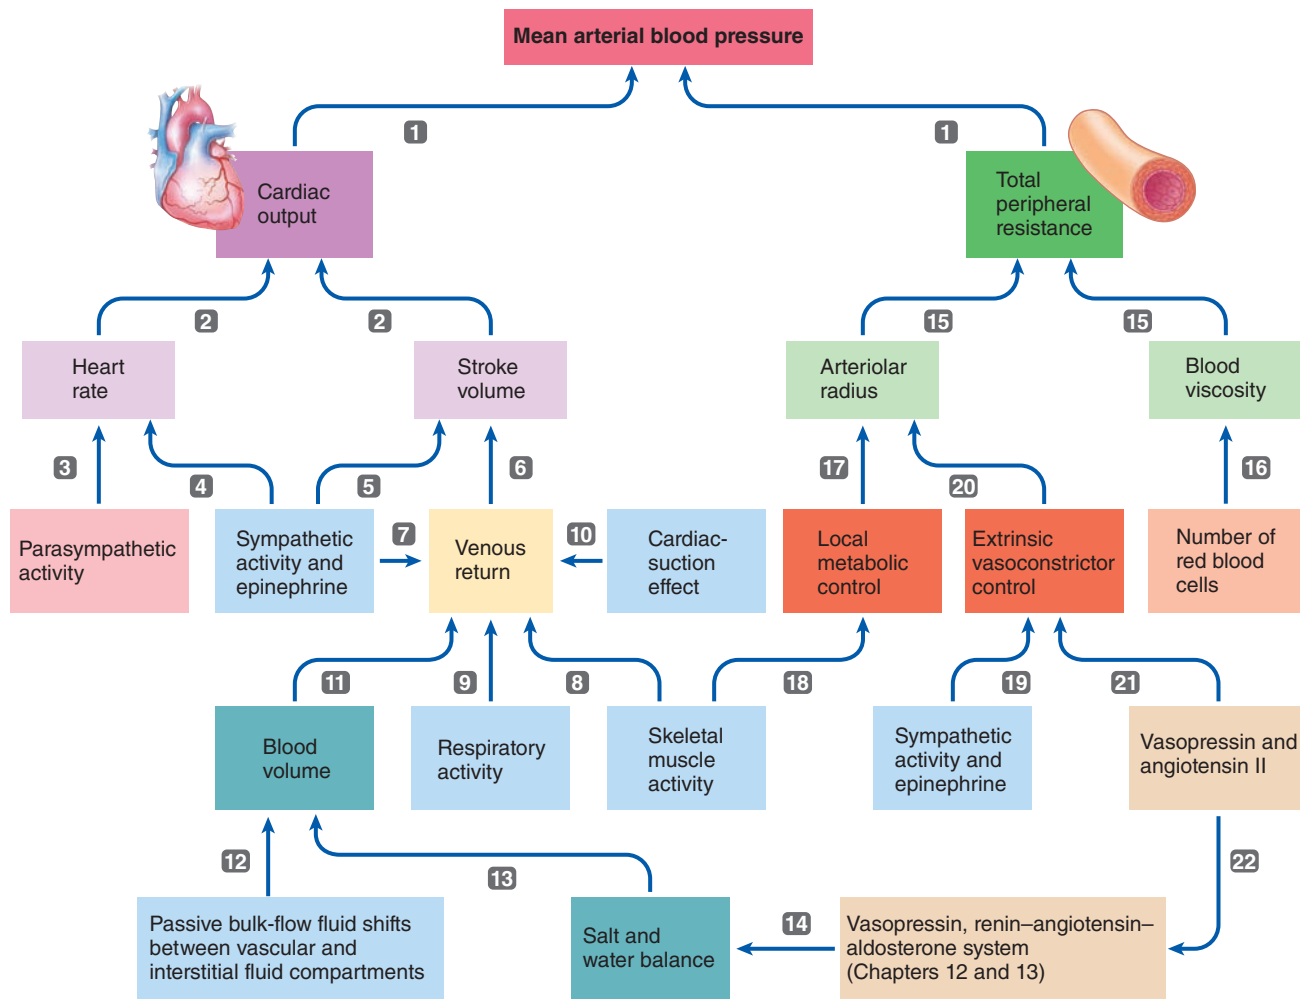 Mean arterial blood pressure
1
1
Cardiac
output
Total
peripheral
resistance
2
2
15
15
Heart
rate
Stroke
volume
Arteriolar
radius
Blood
viscosity
3
4
5
6
17
20
16
Parasympathetic
activity
Sympathetic
activity and
epinephrine
7
Venous
return
10
Cardiac-
suction
effect
Local
metabolic
control
Extrinsic
vasoconstrictor
control
Number of
red blood
cells
11
9
8
18
19
21
Blood
volume
Respiratory
activity
Skeletal
muscle
activity
Sympathetic
activity and
epinephrine
Vasopressin and
angiotensin II
12
13
22
Passive bulk-flow fluid shifts
between vascular and
interstitial fluid compartments
Salt and
water balance
14
Vasopressin, renin–angiotensin–
aldosterone system
(Chapters 12 and 13)